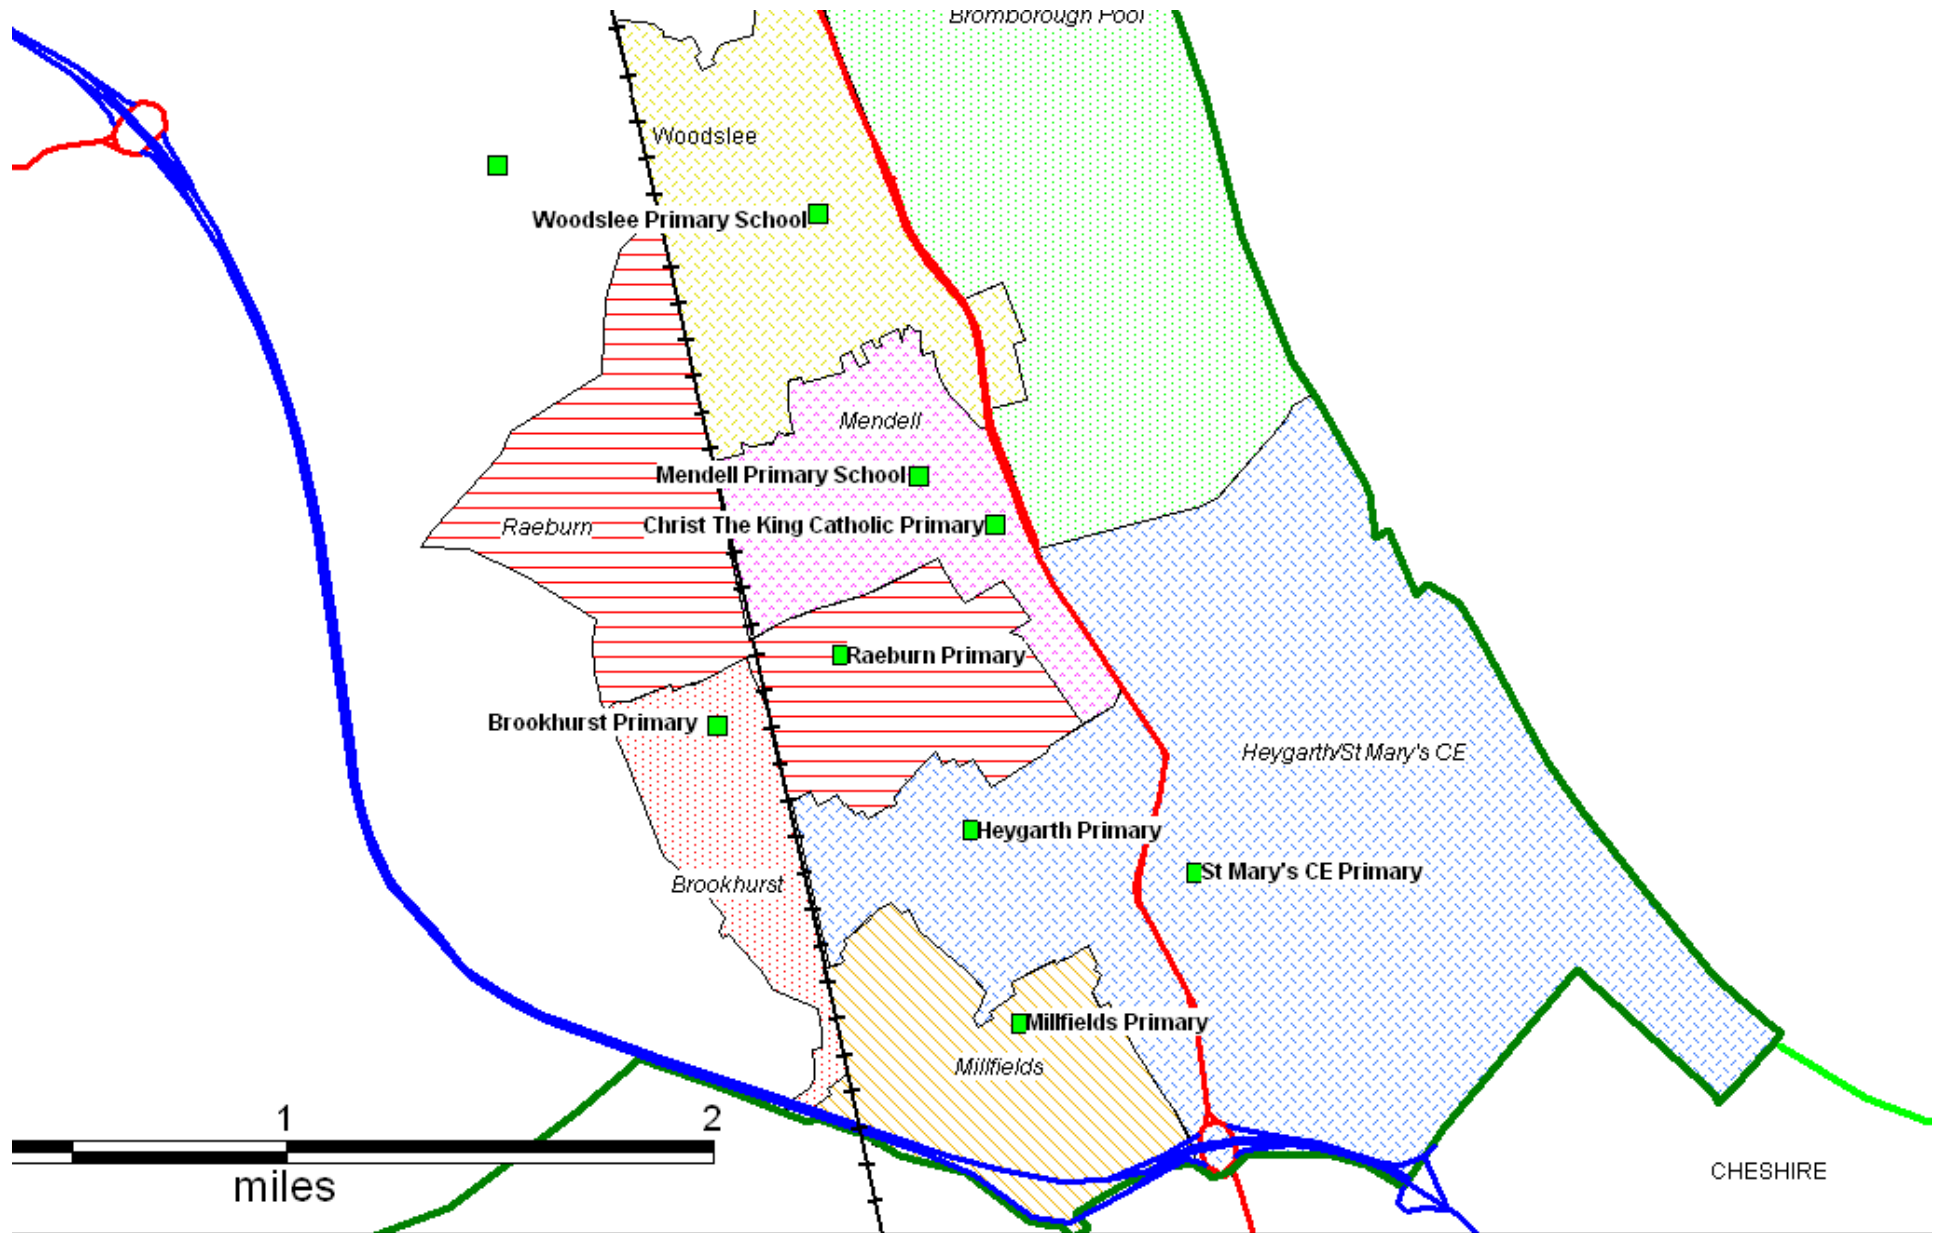 Bromborough Pool
Woodslee
Woodslee Primary School
Mendell
Mendell Primary School
Raeburn
Christ The King Catholic Primary
Raeburn Primary
Brookhurst Primary
Heygarth/St Mary's CE
Heygarth Primary
St Mary's CE Primary
Brookhurst
Millfields Primary
Millfields
1
2
miles
CHESHIRE